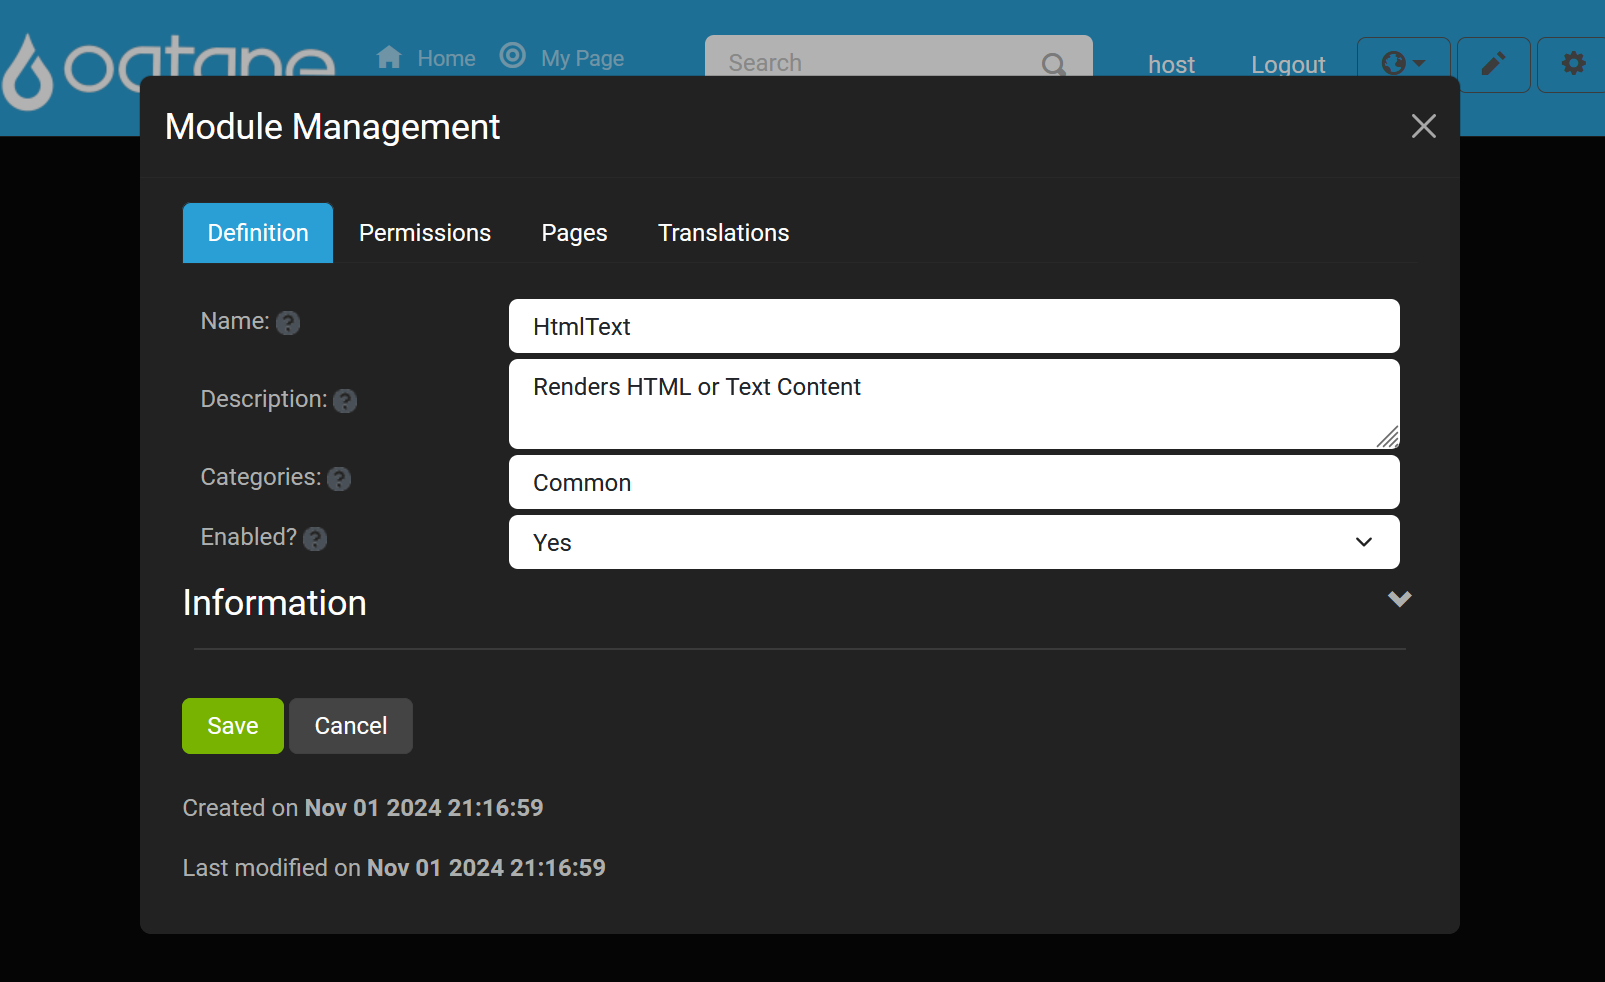 oqtane Home My Page Search host Logout
Module Management
Definition Permissions Pages Translations
Name: ? HtmlText
Description: ? Renders HTML or Text Content
Categories: ? Common
Enabled? ? Yes
Information
Save Cancel
Created on Nov 01 2024 21:16:59
Last modified on Nov 01 2024 21:16:59